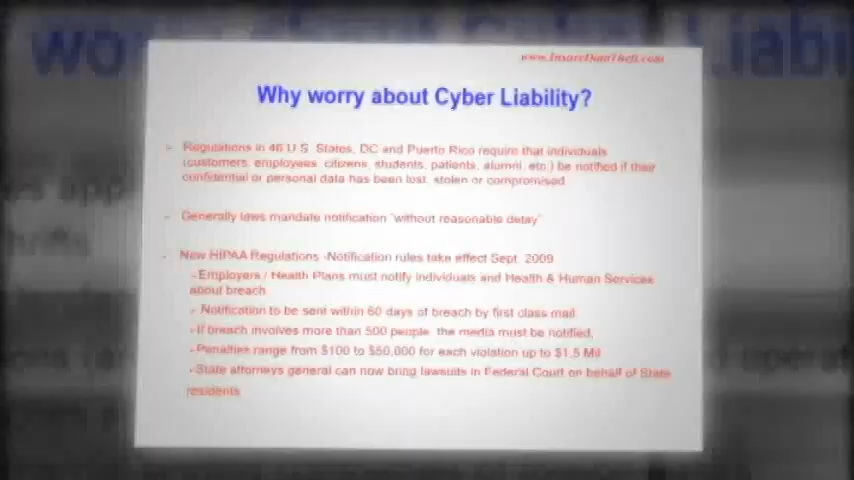 www.InsureDataTheft.com
Why worry about Cyber Liability?
Regulations in 46 U.S. States, DC and Puerto Rico require that individuals
(customers, employees, citizens, students, patients, alumni, etc.) be notified if their
confidential or personal data has been lost, stolen or compromised
Generally laws mandate notification "without reasonable delay"
New HIPAA Regulations -Notification rules take effect Sept. 2009
-Employers / Health Plans must notify individuals and Health & Human Services
about breach
Notification to be sent within 60 days of breach by first class mail
If breach involves more than 500 people, the media must be notified.
Penalties range from $100 to $50,000 for each violation up to $1.5 Mil
State attorneys general can now bring lawsuits in Federal Court on behalf of State
residents